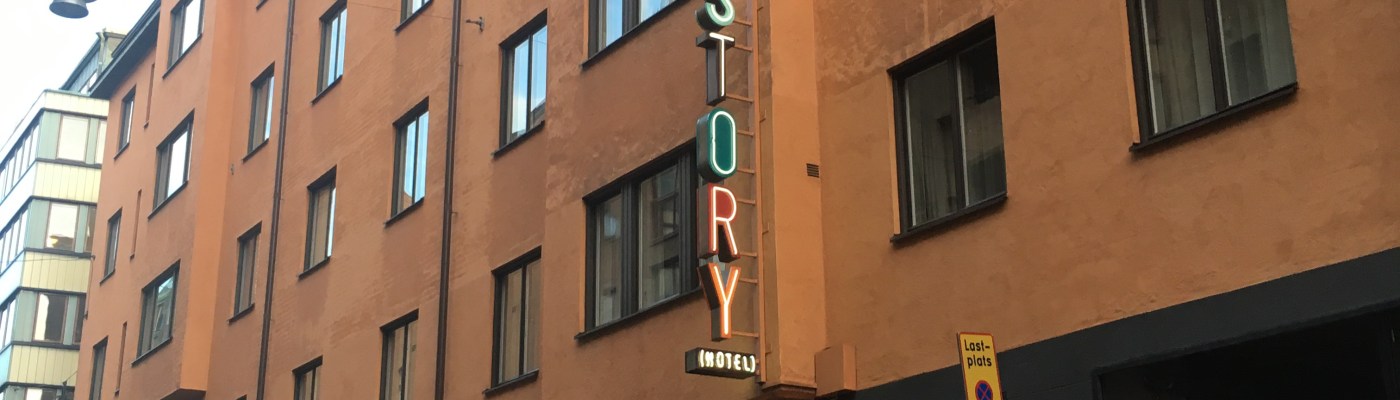 STORY
(HOTEL)
Last-
plats